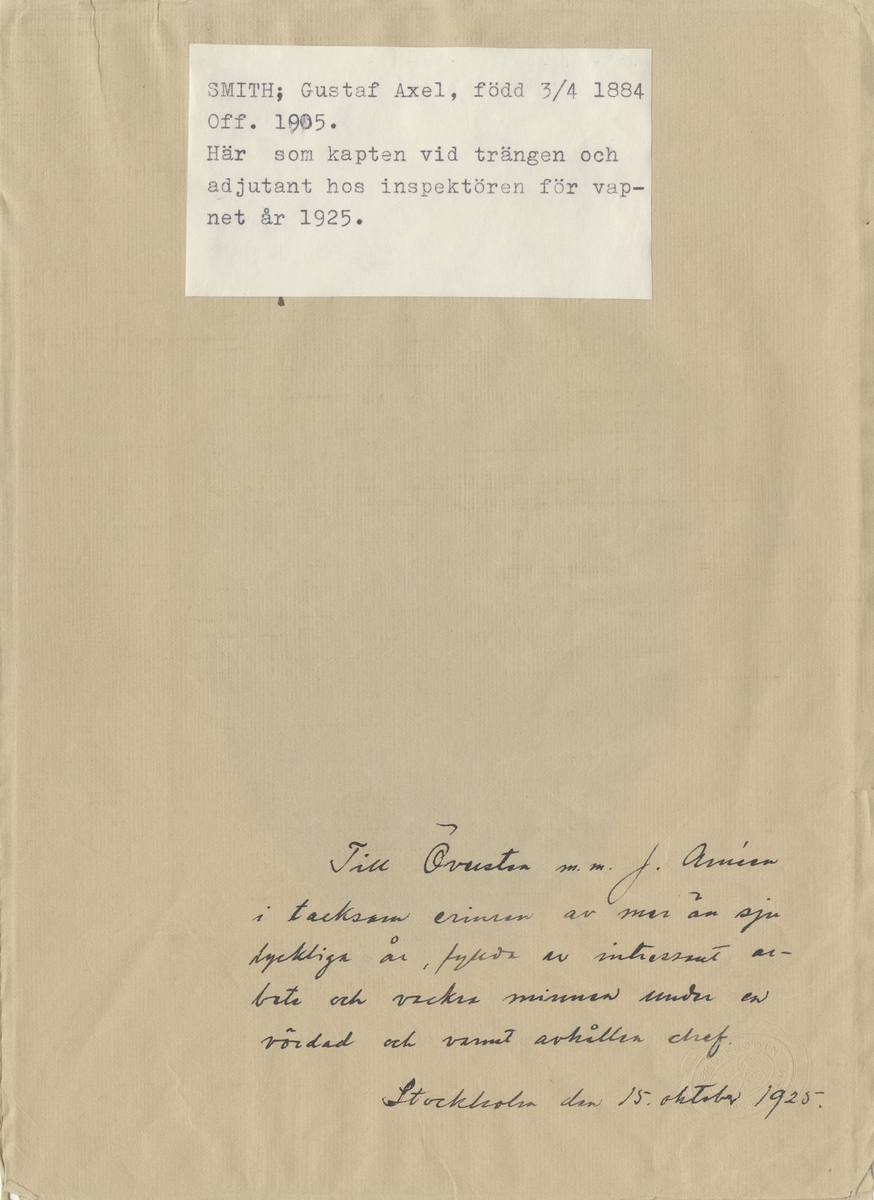 SMITH; Gustaf Axel, född 3/4 1884
Off. 1905.
Här som kapten vid trängen och
adjutant hos inspektören för vap-
net år 1925.
Till Översten m.m. J.
i tacksam erinran av mer än sju
lyckliga år, fyllda av intressant ar-
bete och vackra minnen under en
vördad och varmt avhållen chef.
Stockholm den 15. oktober 1925.